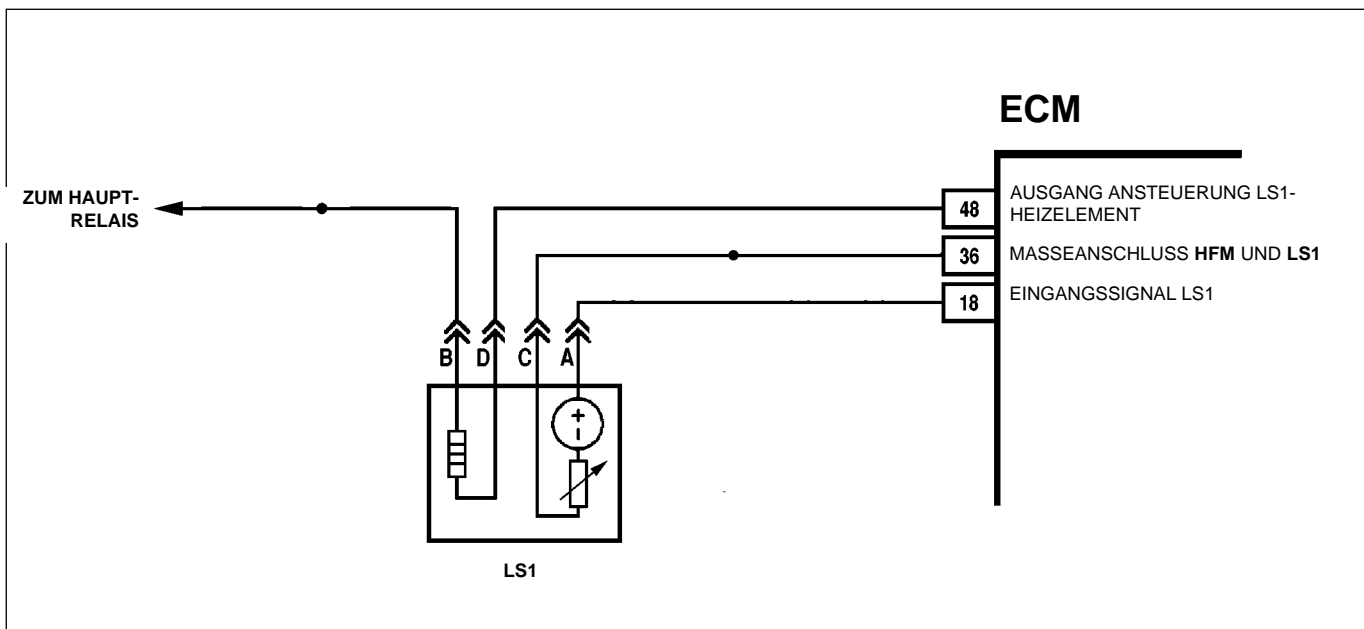 ECM
ZUM HAUPT-
RELAIS
48
AUSGANG ANSTEUERUNG LS1-
HEIZELEMENT
36
MASSEANSCHLUSS HFM UND LS1
18
EINGANGSSIGNAL LS1
B D C A
+
-
LS1